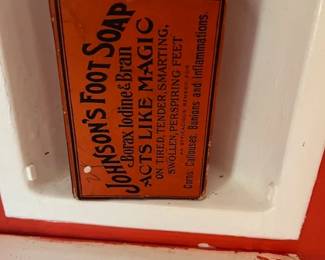 JOHNSON'S FOOT SOAP
Borax Iodine & Bran
ACTS LIKE MAGIC
ON TIRED, TENDER, SMARTING,
SWOLLEN, PERSPIRING FEET
Corns, Callouses, Bunions and Inflammations.